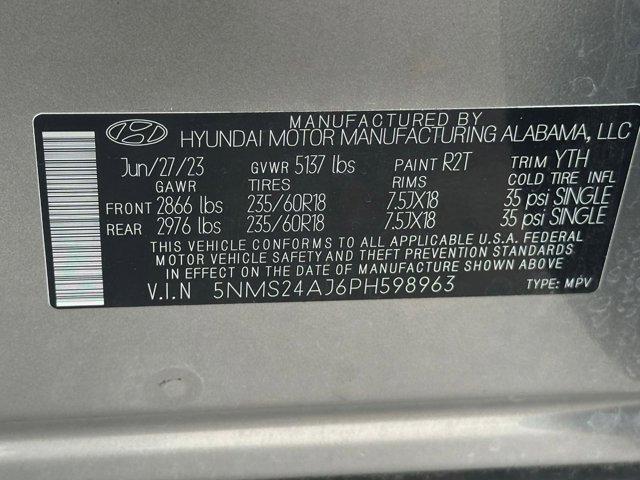 MANUFACTURED BY
HYUNDAI MOTOR MANUFACTURING ALABAMA, LLC
Jun/27/23 GVWR 5137 lbs PAINT R2T TRIM YTH
GAWR TIRES RIMS COLD TIRE INFL
FRONT 2866 lbs 235/60R18 7.5JX18 35 psi SINGLE
REAR 2976 lbs 235/60R18 7.5JX18 35 psi SINGLE
THIS VEHICLE CONFORMS TO ALL APPLICABLE U.S.A. FEDERAL
MOTOR VEHICLE SAFETY AND THEFT PREVENTION STANDARDS
IN EFFECT ON THE DATE OF MANUFACTURE SHOWN ABOVE
V.I.N 5NMS24AJ6PH598963 TYPE: MPV